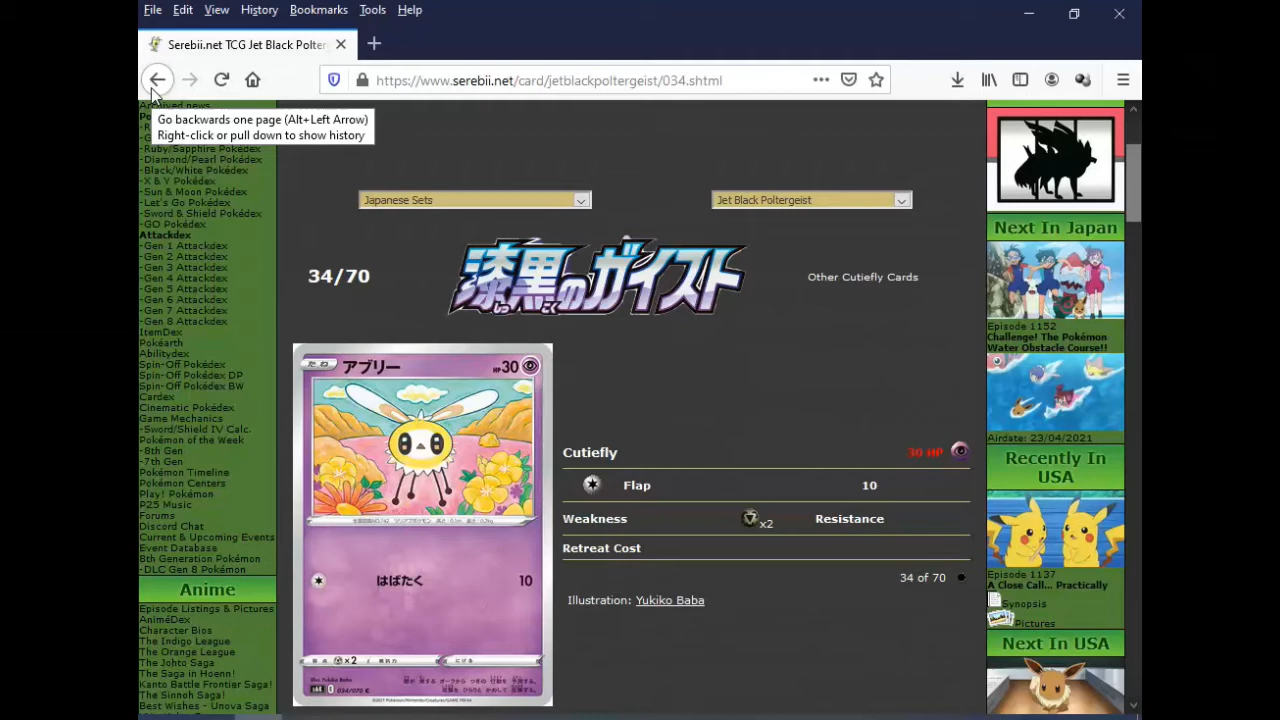 File Edit View History Bookmarks Tools Help
Serebii.net TCG Jet Black Polter
https://www.serebii.net/card/jetblackpoltergeist/034.shtml
Go backwards one page (Alt+Left Arrow)
Right-click or pull down to show history
Archived news
-Ruby/Sapphire Pokédex
-Diamond/Pearl Pokédex
-Black/White Pokédex
-X & Y Pokédex
-Sun & Moon Pokédex
-Let's Go Pokédex
-Sword & Shield Pokédex
-GO Pokédex
Attackdex
-Gen 1 Attackdex
-Gen 2 Attackdex
-Gen 3 Attackdex
-Gen 4 Attackdex
-Gen 5 Attackdex
-Gen 6 Attackdex
-Gen 7 Attackdex
-Gen 8 Attackdex
ItemDex
Pokéarth
Abilitydex
Spin-Off Pokédex
Spin-Off Pokédex DP
Spin-Off Pokédex BW
Cardex
Cinematic Pokédex
Game Mechanics
-Sword/Shield IV Calc.
Pokémon of the Week
-8th Gen
-7th Gen
Pokémon Timeline
Pokémon Centers
Play! Pokémon
P25 Music
Forums
Discord Chat
Current & Upcoming Events
Event Database
8th Generation Pokémon
-DLC Gen 8 Pokémon
Anime
Episode Listings & Pictures
AniméDex
Character Bios
The Indigo League
The Orange League
The Johto Saga
The Saga in Hoenn!
Kanto Battle Frontier Saga!
The Sinnoh Saga!
Best Wishes - Unova Saga
Japanese Sets
Jet Black Poltergeist
34/70
漆黒のガイスト
しっ こく
Other Cutiefly Cards
たね アブリー HP30
はばたく 10
×2
034/070 C
Cutiefly 30 HP
Flap 10
Weakness x2 Resistance
Retreat Cost
34 of 70
Illustration: Yukiko Baba
Next In Japan
Episode 1152
Challenge! The Pokémon
Water Obstacle Course!!
Airdate: 23/04/2021
Recently In
USA
Episode 1137
A Close Call... Practically
Synopsis
Pictures
Next In USA